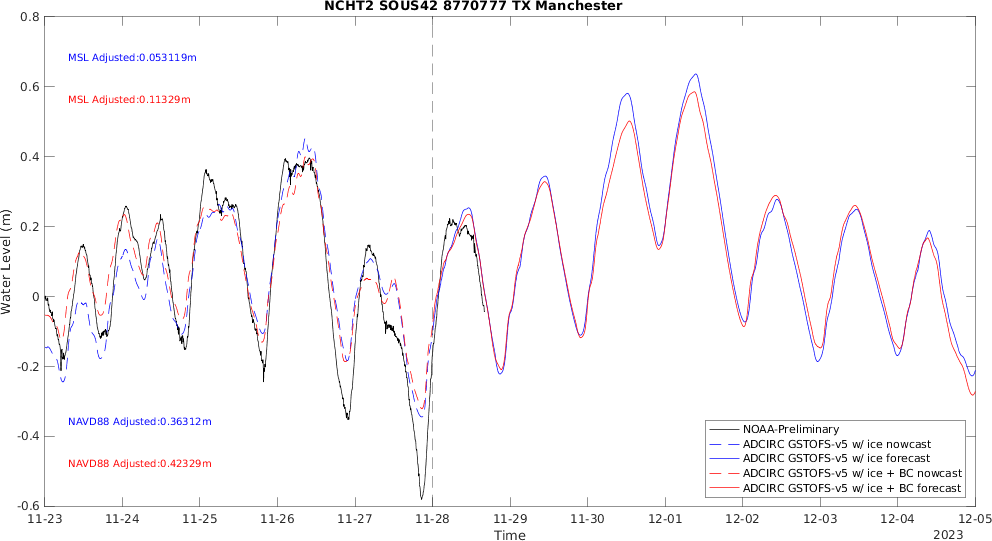 NCHT2 SOUS42 8770777 TX Manchester
0.8
0.6
0.4
0.2
0
-0.2
-0.4
-0.6
Water Level (m)
MSL Adjusted:0.053119m
MSL Adjusted:0.11329m
NAVD88 Adjusted:0.36312m
NAVD88 Adjusted:0.42329m
NOAA-Preliminary
ADCIRC GSTOFS-v5 w/ ice nowcast
ADCIRC GSTOFS-v5 w/ ice forecast
ADCIRC GSTOFS-v5 w/ ice + BC nowcast
ADCIRC GSTOFS-v5 w/ ice + BC forecast
11-23 11-24 11-25 11-26 11-27 11-28 11-29 11-30 12-01 12-02 12-03 12-04 12-05
Time
2023